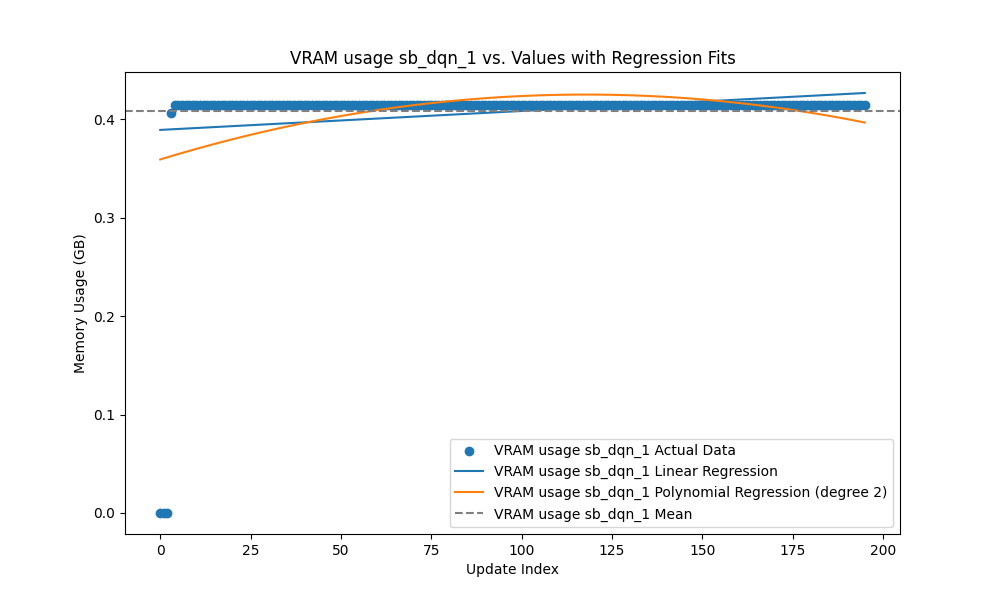 VRAM usage sb_dqn_1 vs. Values with Regression Fits
Memory Usage (GB)
0.4
0.3
0.2
0.1
0.0
VRAM usage sb_dqn_1 Actual Data
VRAM usage sb_dqn_1 Linear Regression
VRAM usage sb_dqn_1 Polynomial Regression (degree 2)
VRAM usage sb_dqn_1 Mean
0 25 50 75 100 125 150 175 200
Update Index